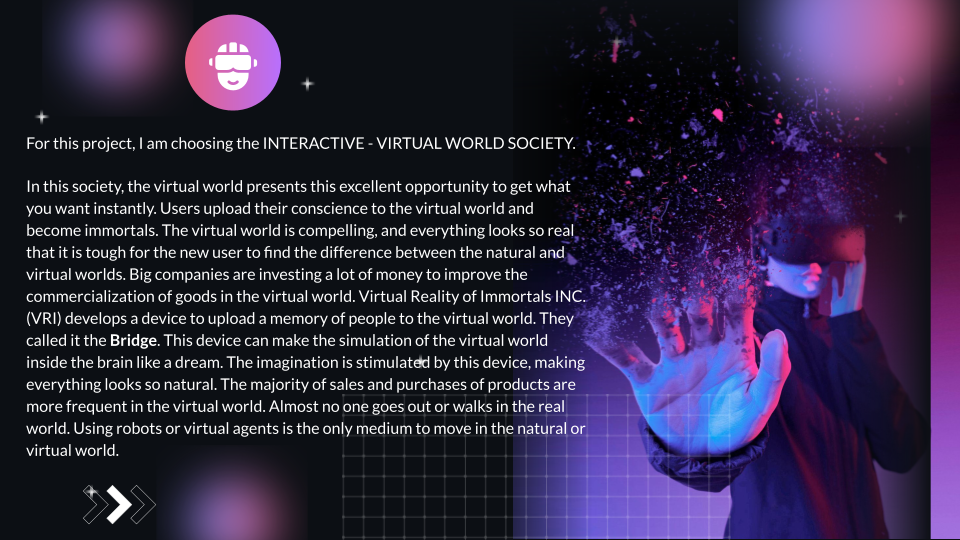 For this project, I am choosing the INTERACTIVE - VIRTUAL WORLD SOCIETY.
In this society, the virtual world presents this excellent opportunity to get what
you want instantly. Users upload their conscience to the virtual world and
become immortals. The virtual world is compelling, and everything looks so real
that it is tough for the new user to find the difference between the natural and
virtual worlds. Big companies are investing a lot of money to improve the
commercialization of goods in the virtual world. Virtual Reality of Immortals INC.
(VRI) develops a device to upload a memory of people to the virtual world. They
called it the Bridge. This device can make the simulation of the virtual world
inside the brain like a dream. The imagination is stimulated by this device, making
everything looks so natural. The majority of sales and purchases of products are
more frequent in the virtual world. Almost no one goes out or walks in the real
world. Using robots or virtual agents is the only medium to move in the natural or
virtual world.